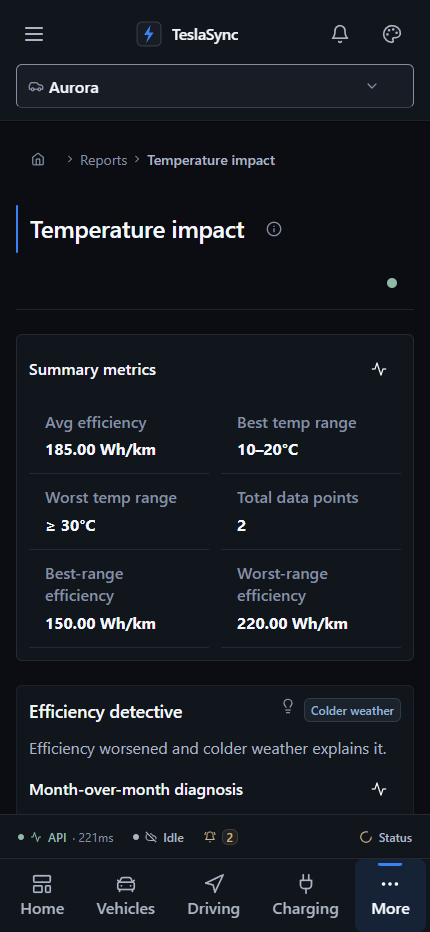 TeslaSync
Aurora
Reports > Temperature impact
Temperature impact
Summary metrics
Avg efficiency
185.00 Wh/km
Best temp range
10–20°C
Worst temp range
≥ 30°C
Total data points
2
Best-range
efficiency
150.00 Wh/km
Worst-range
efficiency
220.00 Wh/km
Efficiency detective
Colder weather
Efficiency worsened and colder weather explains it.
Month-over-month diagnosis
API · 221ms
Idle
2
Status
Home
Vehicles
Driving
Charging
More